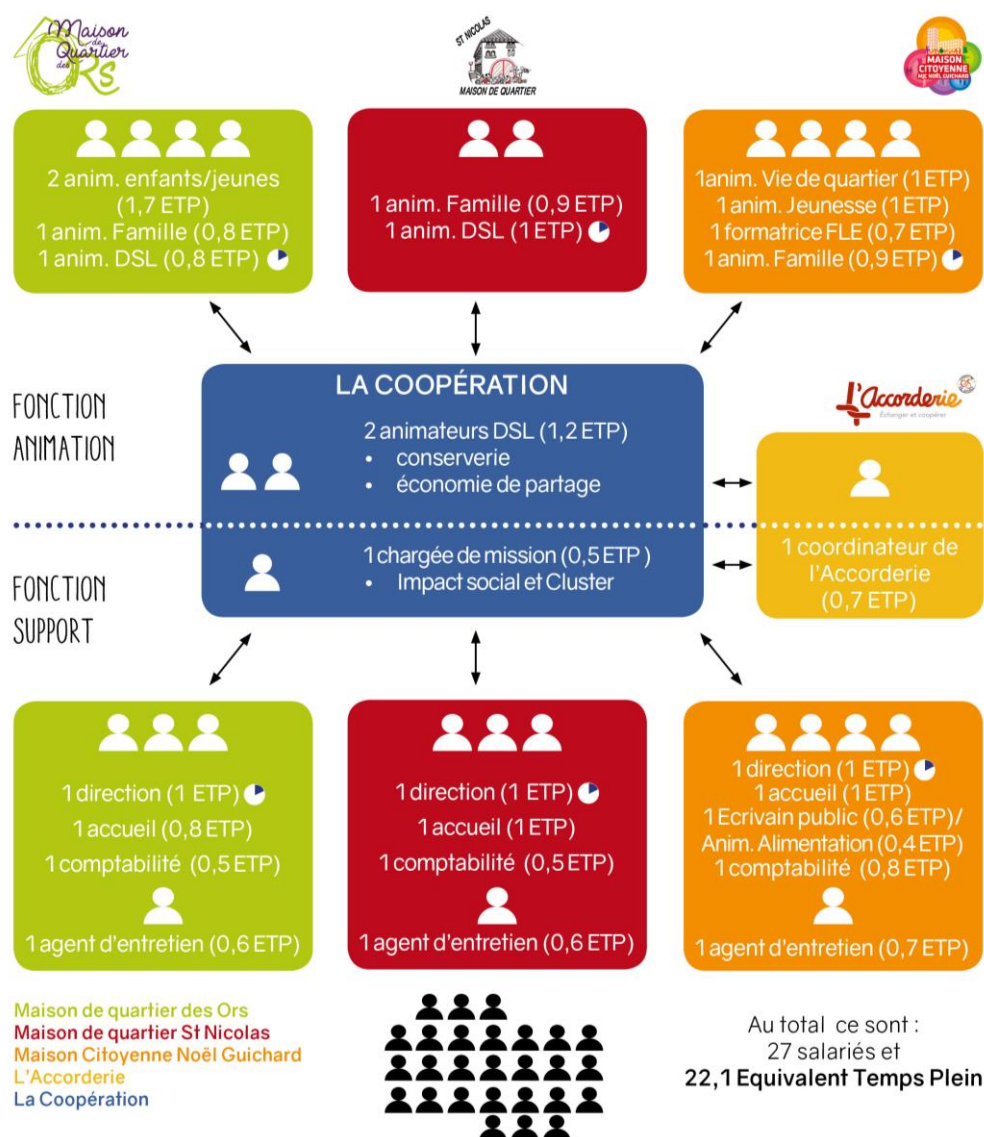 Maison
de
Quartier
des
ORS
ST NICOLAS
MAISON DE QUARTIER
MAISON
CITOYENNE
MJC NOËL GUICHARD
2 anim. enfants/jeunes
(1,7 ETP)
1 anim. Famille (0,8 ETP)
1 anim. DSL (0,8 ETP)
1 anim. Famille (0,9 ETP)
1 anim. DSL (1 ETP)
1 anim. Vie de quartier (1 ETP)
1 anim. Jeunesse (1 ETP)
1 formatrice FLE (0,7 ETP)
1 anim. Famille (0,9 ETP)
FONCTION
ANIMATION
LA COOPÉRATION
2 animateurs DSL (1,2 ETP)
• conserverie
• économie de partage
L'Accorderie
Échanger et coopérer
FONCTION
SUPPORT
1 chargée de mission (0,5 ETP )
• Impact social et Cluster
1 coordinateur de
l'Accorderie
(0,7 ETP)
1 direction (1 ETP)
1 accueil (0,8 ETP)
1 comptabilité (0,5 ETP)
1 agent d'entretien (0,6 ETP)
1 direction (1 ETP)
1 accueil (1 ETP)
1 comptabilité (0,5 ETP)
1 agent d'entretien (0,6 ETP)
1 direction (1 ETP)
1 accueil (1 ETP)
1 Ecrivain public (0,6 ETP)/
Anim. Alimentation (0,4 ETP)
1 comptabilité (0,8 ETP)
1 agent d'entretien (0,7 ETP)
Maison de quartier des Ors
Maison de quartier St Nicolas
Maison Citoyenne Noël Guichard
L'Accorderie
La Coopération
Au total ce sont :
27 salariés et
22,1 Equivalent Temps Plein